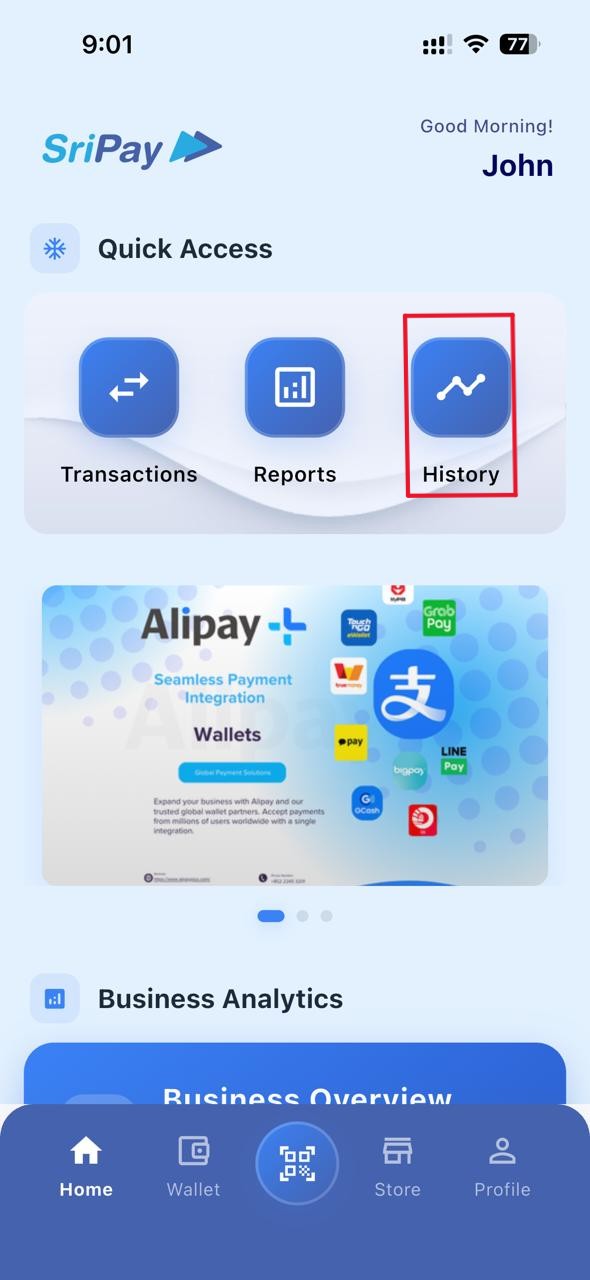 9:01
77
Good Morning!
SriPay
John
Quick Access
Transactions
Reports
History
Alipay
Seamless Payment
Integration
Wallets
Global Payment Solutions
Expand your business with Alipay and our
trusted global wallet partners. Accept payments
from millions of users worldwide with a single
integration.
Touch
'n GO
eWallet
Grab
Pay
true money
支
pay
LINE
Pay
bigpay
GCash
Business Analytics
Business Overview
Home
Wallet
Store
Profile